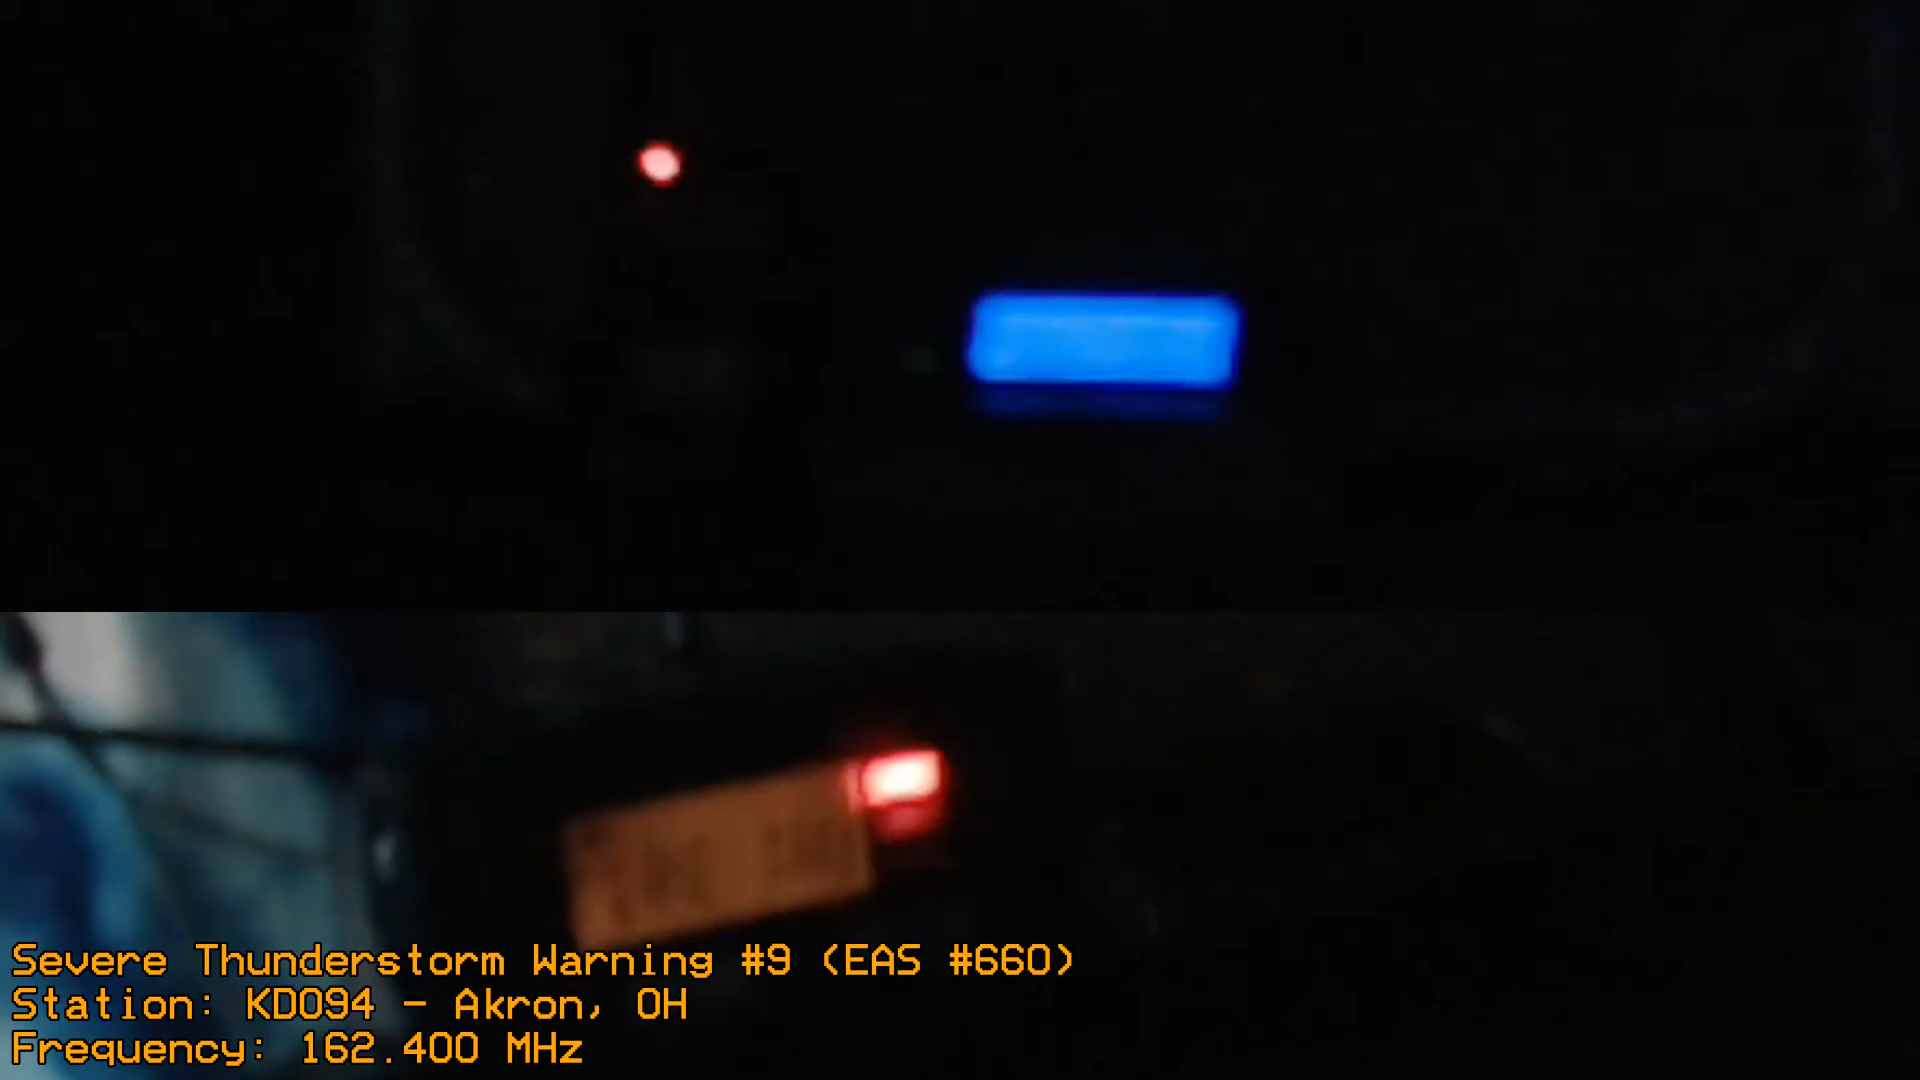 Severe Thunderstorm Warning #9 (EAS #660)
Station: KDO94 - Akron, OH
Frequency: 162.400 MHz